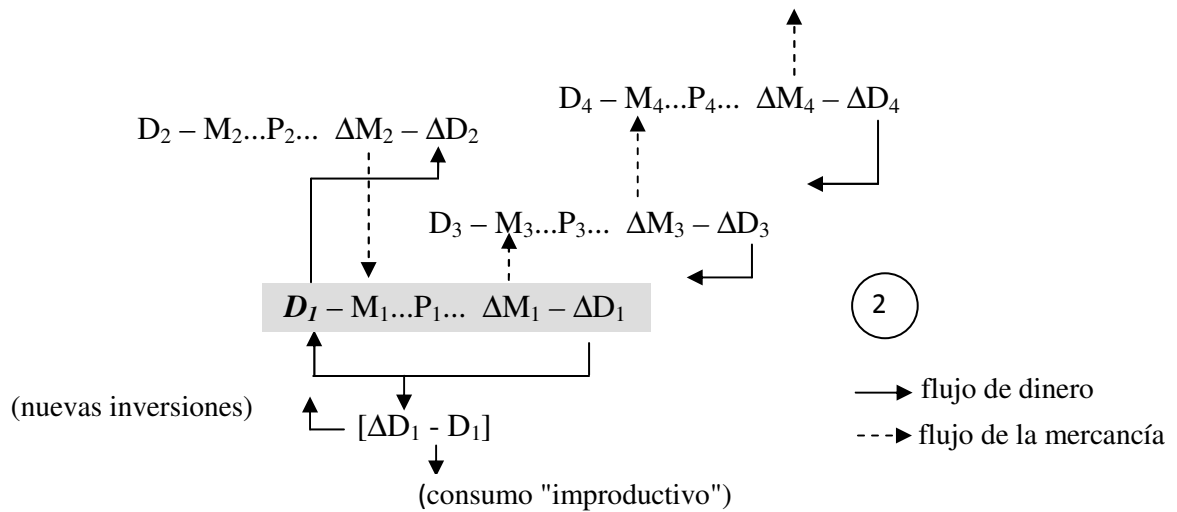 D₄ – M₄...P₄... ΔM₄ – ΔD₄
D₂ – M₂...P₂... ΔM₂ – ΔD₂
D₃ – M₃...P₃... ΔM₃ – ΔD₃
D₁ – M₁...P₁... ΔM₁ – ΔD₁
2
flujo de dinero
(nuevas inversiones)
[ΔD₁ - D₁]
flujo de la mercancía
(consumo "improductivo")